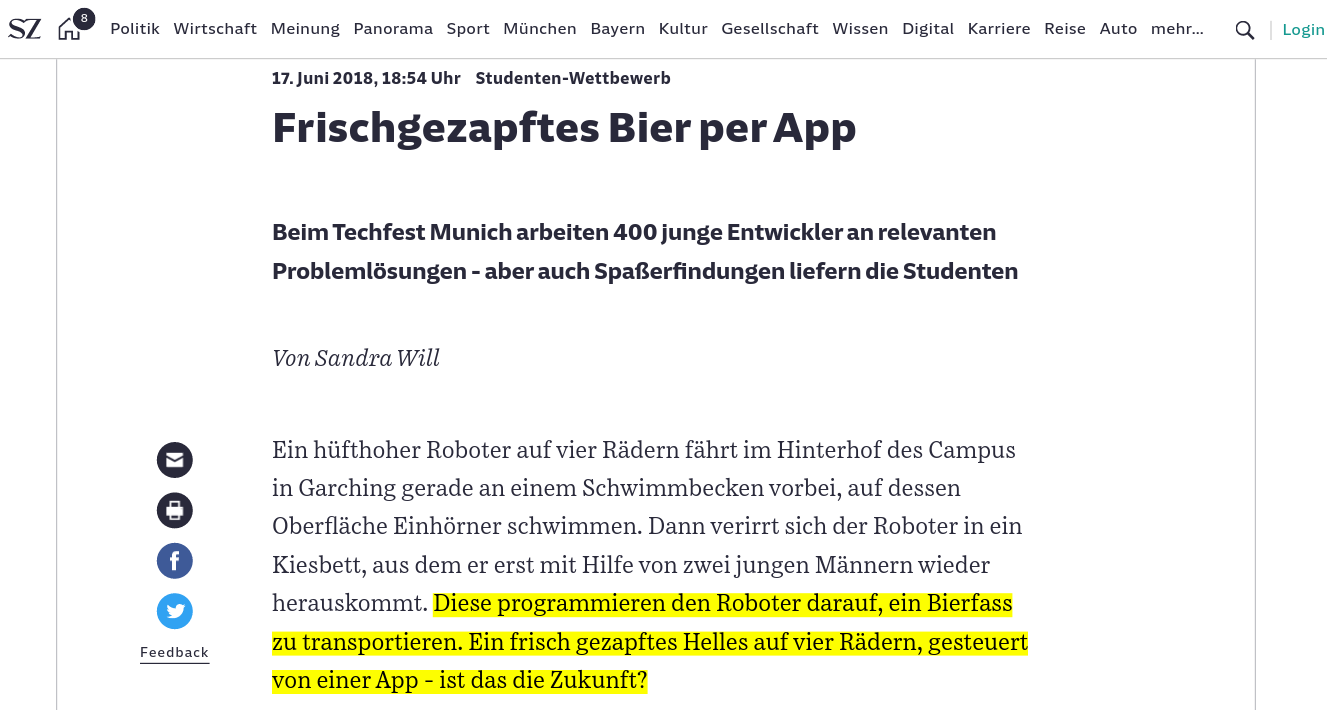 SZ 8 Politik Wirtschaft Meinung Panorama Sport München Bayern Kultur Gesellschaft Wissen Digital Karriere Reise Auto mehr... Login
17. Juni 2018, 18:54 Uhr Studenten-Wettbewerb
Frischgezapftes Bier per App
Beim Techfest Munich arbeiten 400 junge Entwickler an relevanten
Problemlösungen - aber auch Spaßerfindungen liefern die Studenten
Von Sandra Will
Ein hüfthoher Roboter auf vier Rädern fährt im Hinterhof des Campus
in Garching gerade an einem Schwimmbecken vorbei, auf dessen
Oberfläche Einhörner schwimmen. Dann verirrt sich der Roboter in ein
Kiesbett, aus dem er erst mit Hilfe von zwei jungen Männern wieder
herauskommt. Diese programmieren den Roboter darauf, ein Bierfass
zu transportieren. Ein frisch gezapftes Helles auf vier Rädern, gesteuert
von einer App - ist das die Zukunft?
Feedback